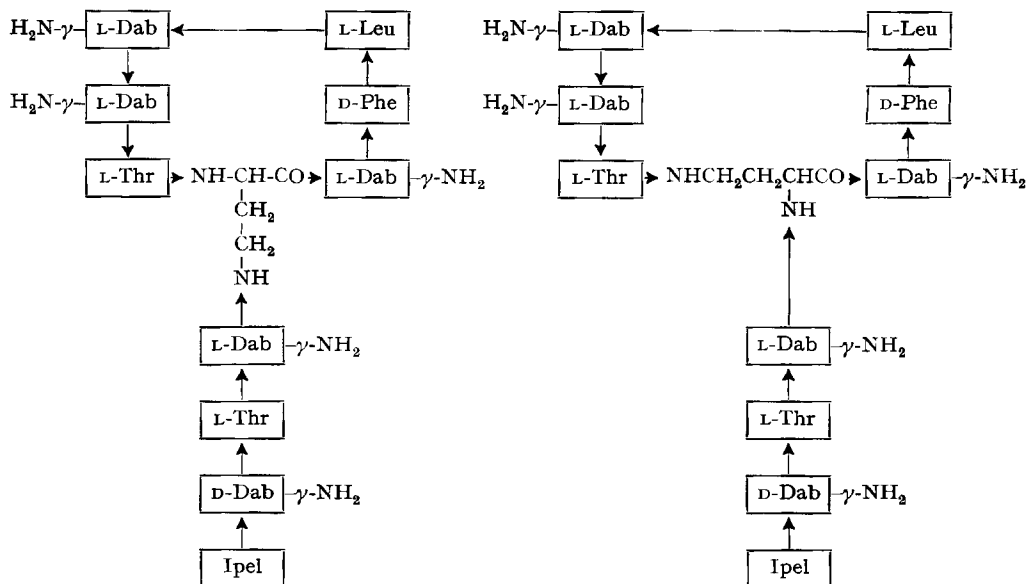 H₂N-γ- L-Dab L-Leu H₂N-γ- L-Dab L-Leu
H₂N-γ- L-Dab D-Phe H₂N-γ- L-Dab D-Phe
L-Thr NH-CH-CO L-Dab -γ-NH₂ L-Thr NHCH₂CH₂CHCO L-Dab -γ-NH₂
CH₂ NH
CH₂
NH
L-Dab -γ-NH₂ L-Dab -γ-NH₂
L-Thr L-Thr
D-Dab -γ-NH₂ D-Dab -γ-NH₂
Ipel Ipel